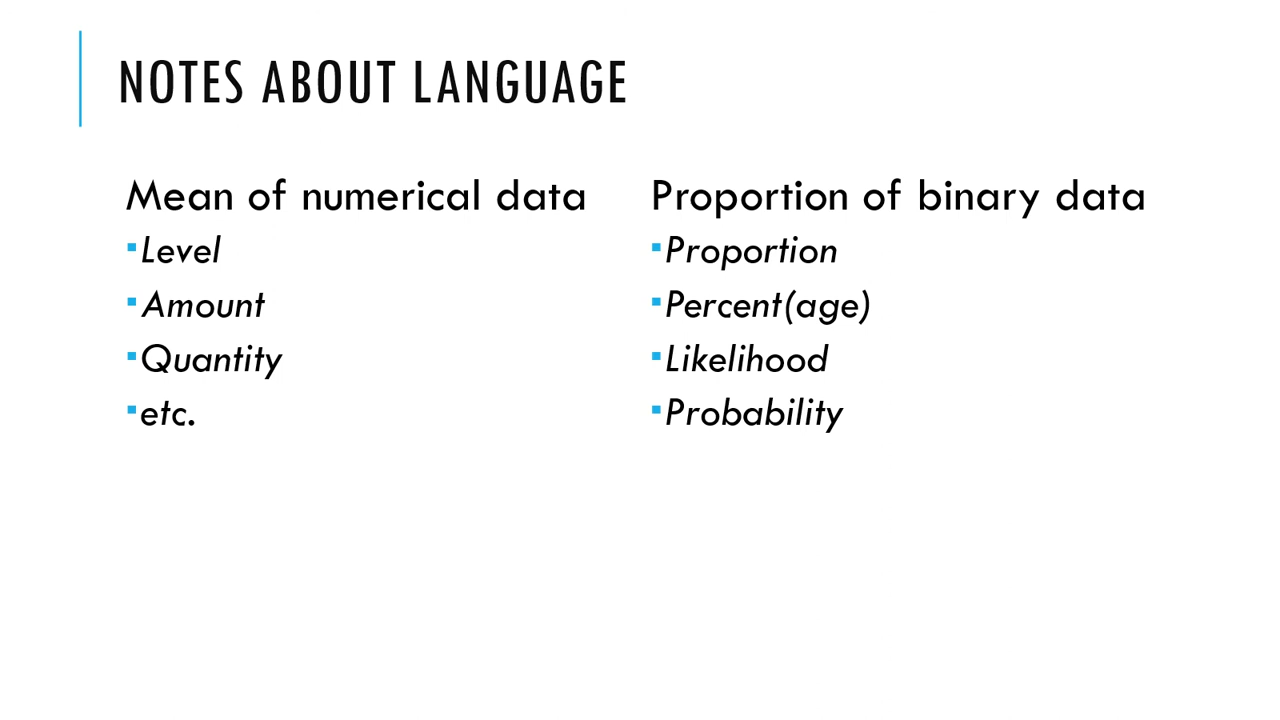 NOTES ABOUT LANGUAGE
Mean of numerical data
▪Level
▪Amount
▪Quantity
▪etc.
Proportion of binary data
▪Proportion
▪Percent(age)
▪Likelihood
▪Probability